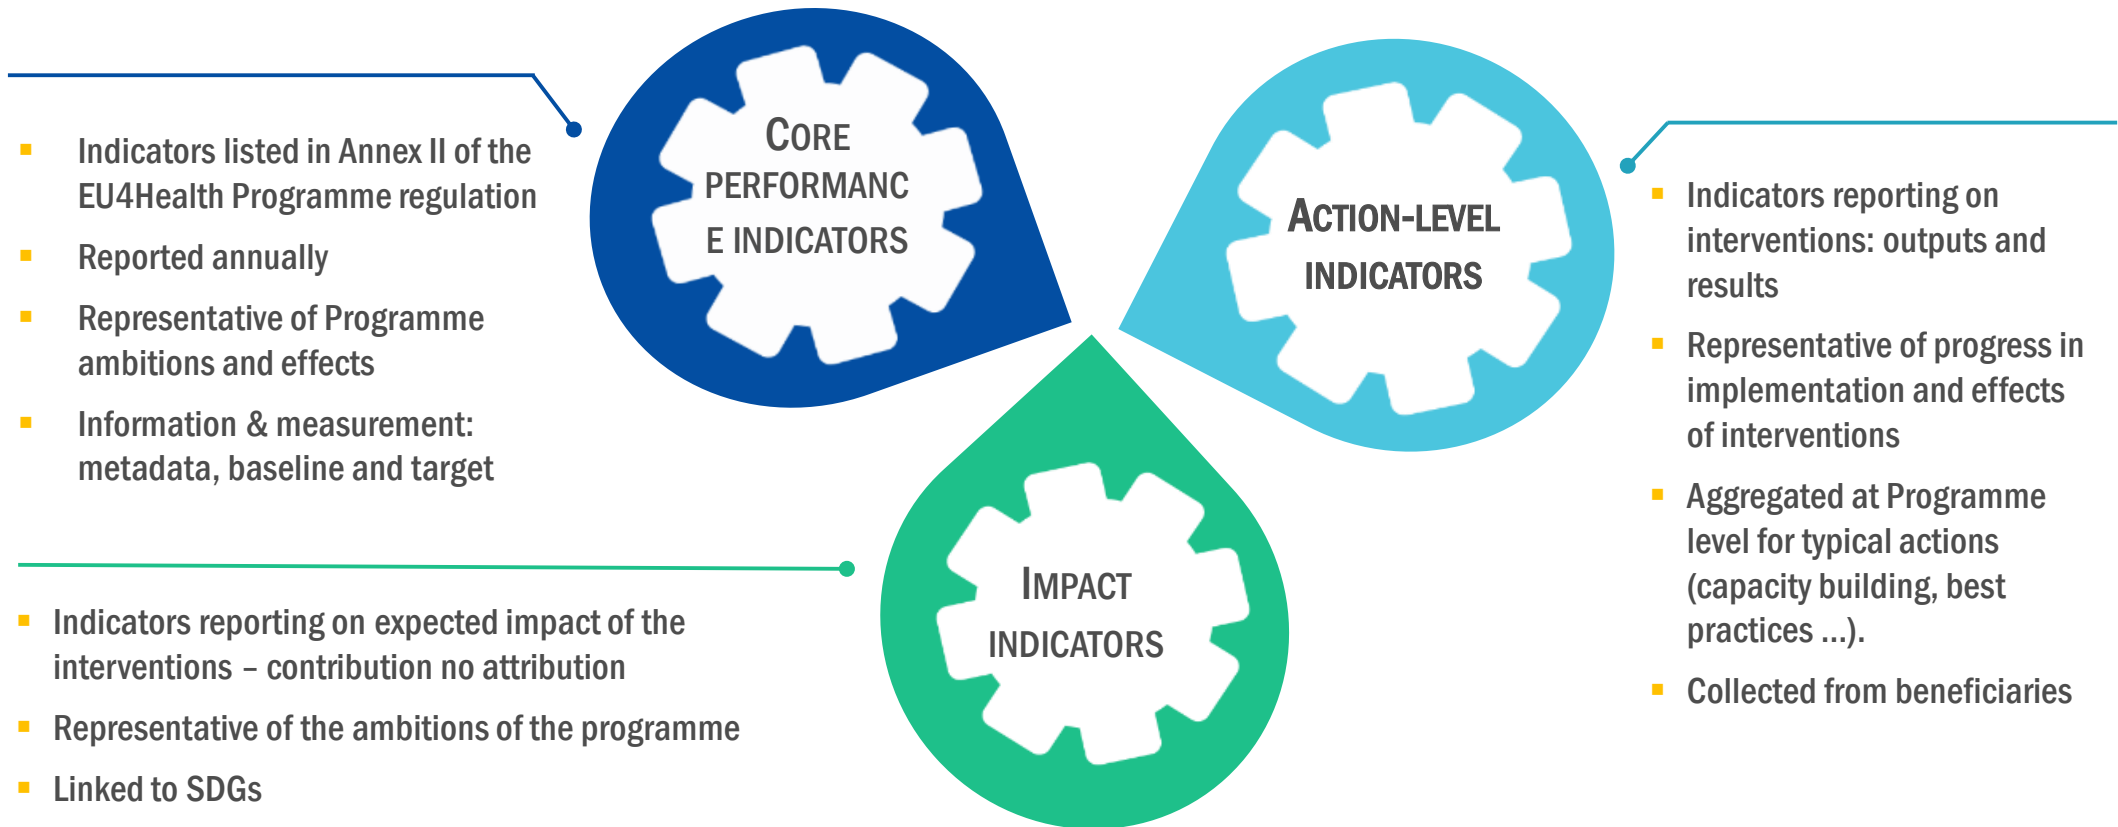 CORE
PERFORMANC
E INDICATORS
▪ Indicators listed in Annex II of the
EU4Health Programme regulation
▪ Reported annually
▪ Representative of Programme
ambitions and effects
▪ Information & measurement:
metadata, baseline and target
ACTION-LEVEL
INDICATORS
▪ Indicators reporting on
interventions: outputs and
results
▪ Representative of progress in
implementation and effects
of interventions
▪ Aggregated at Programme
level for typical actions
(capacity building, best
practices ...).
▪ Collected from beneficiaries
IMPACT
INDICATORS
▪ Indicators reporting on expected impact of the
interventions – contribution no attribution
▪ Representative of the ambitions of the programme
▪ Linked to SDGs